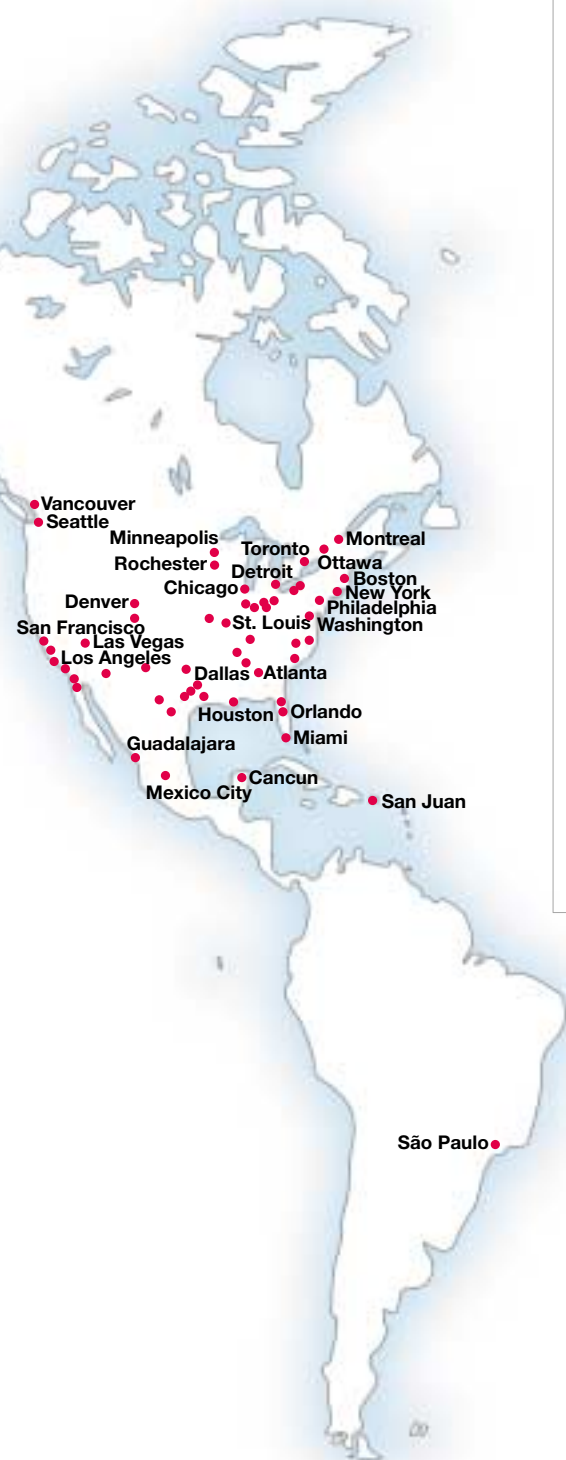 Vancouver
Seattle
Minneapolis
Toronto
Montreal
Rochester
Detroit
Ottawa
Chicago
Boston
New York
Denver
Philadelphia
San Francisco
St. Louis
Washington
Las Vegas
Los Angeles
Dallas
Atlanta
Houston
Orlando
Guadalajara
Miami
Cancun
Mexico City
San Juan
São Paulo